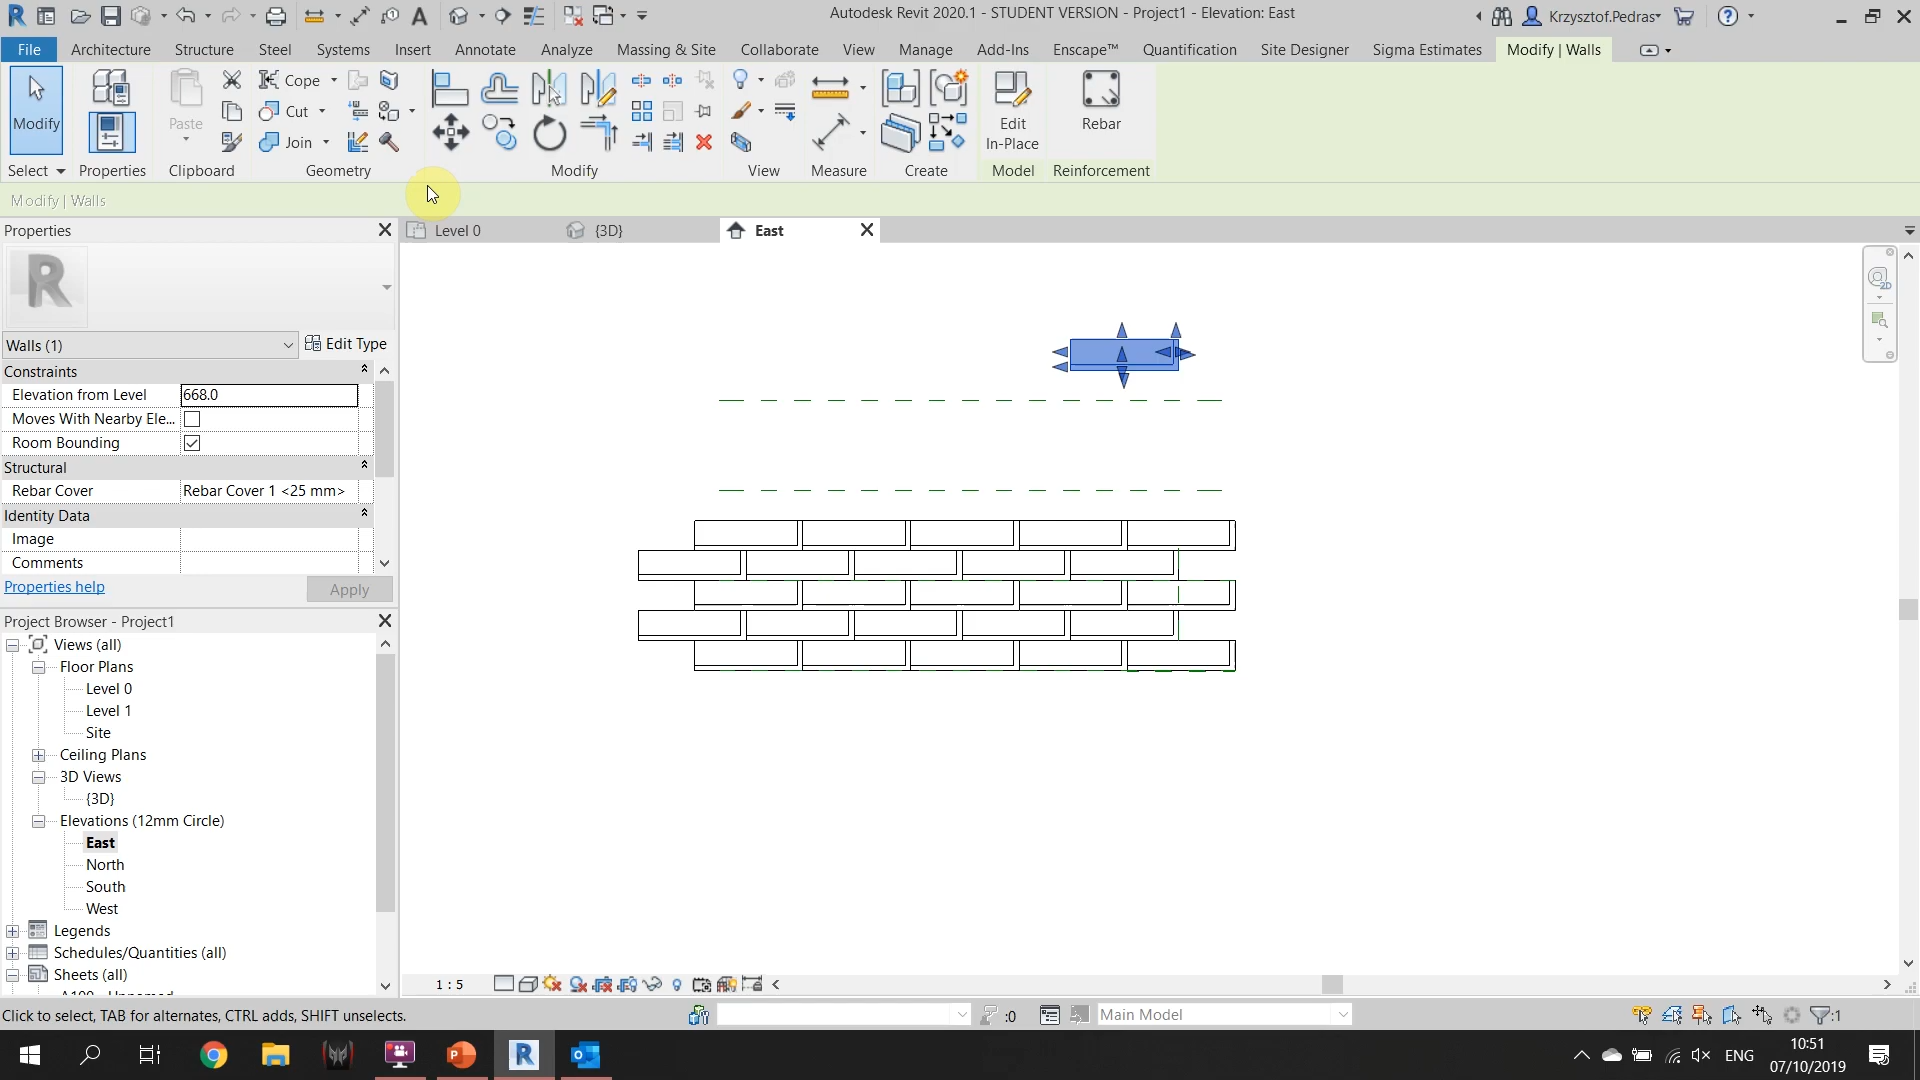 Autodesk Revit 2020.1 - STUDENT VERSION - Project1 - Elevation: East
Krzysztof.Pedras
File Architecture Structure Steel Systems Insert Annotate Analyze Massing & Site Collaborate View Manage Add-Ins Enscape™ Quantification Site Designer Sigma Estimates Modify | Walls
Modify
Paste
Cope
Cut
Join
Edit
In-Place
Rebar
Select Properties Clipboard Geometry Modify View Measure Create Model Reinforcement
Modify | Walls
Properties
Level 0 {3D} East
R
Walls (1) Edit Type
Constraints
Elevation from Level 668.0
Moves With Nearby Ele...
Room Bounding
Structural
Rebar Cover Rebar Cover 1 <25 mm>
Identity Data
Image
Comments
Properties help Apply
Project Browser - Project1
Views (all)
Floor Plans
Level 0
Level 1
Site
Ceiling Plans
3D Views
{3D}
Elevations (12mm Circle)
East
North
South
West
Legends
Schedules/Quantities (all)
Sheets (all)
1 : 5
Click to select, TAB for alternates, CTRL adds, SHIFT unselects.
:0
Main Model
:1
ENG
10:51
07/10/2019